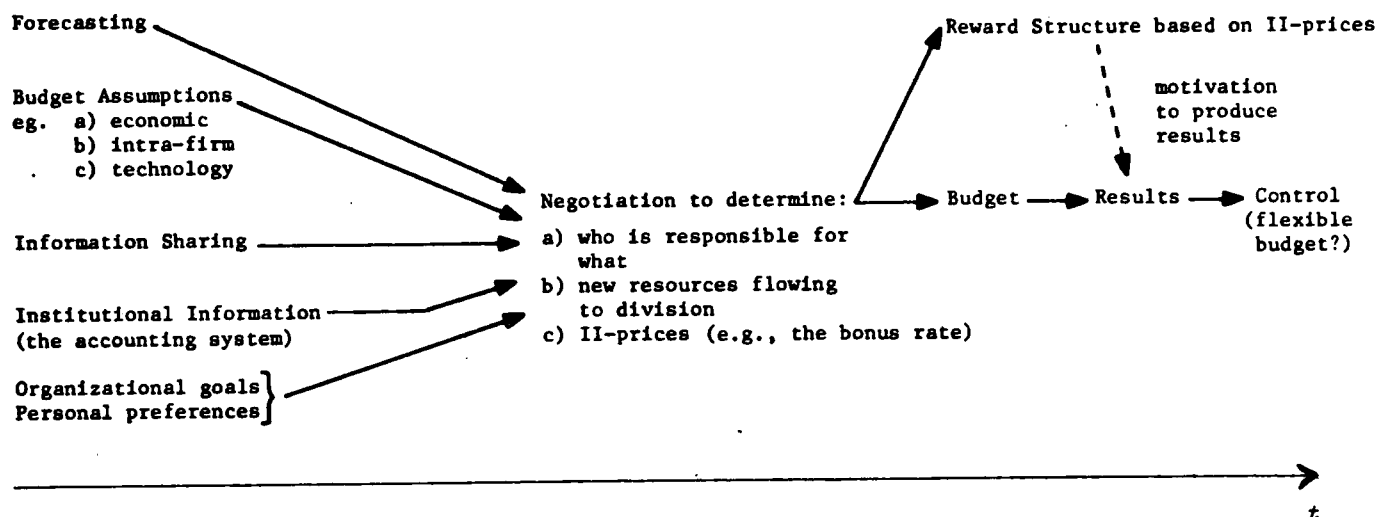 Forecasting
Budget Assumptions
eg. a) economic
b) intra-firm
c) technology
Information Sharing
Institutional Information
(the accounting system)
Organizational goals
Personal preferences
Negotiation to determine:
a) who is responsible for
what
b) new resources flowing
to division
c) II-prices (e.g., the bonus rate)
Reward Structure based on II-prices
motivation
to produce
results
Budget
Results
Control
(flexible
budget?)
t